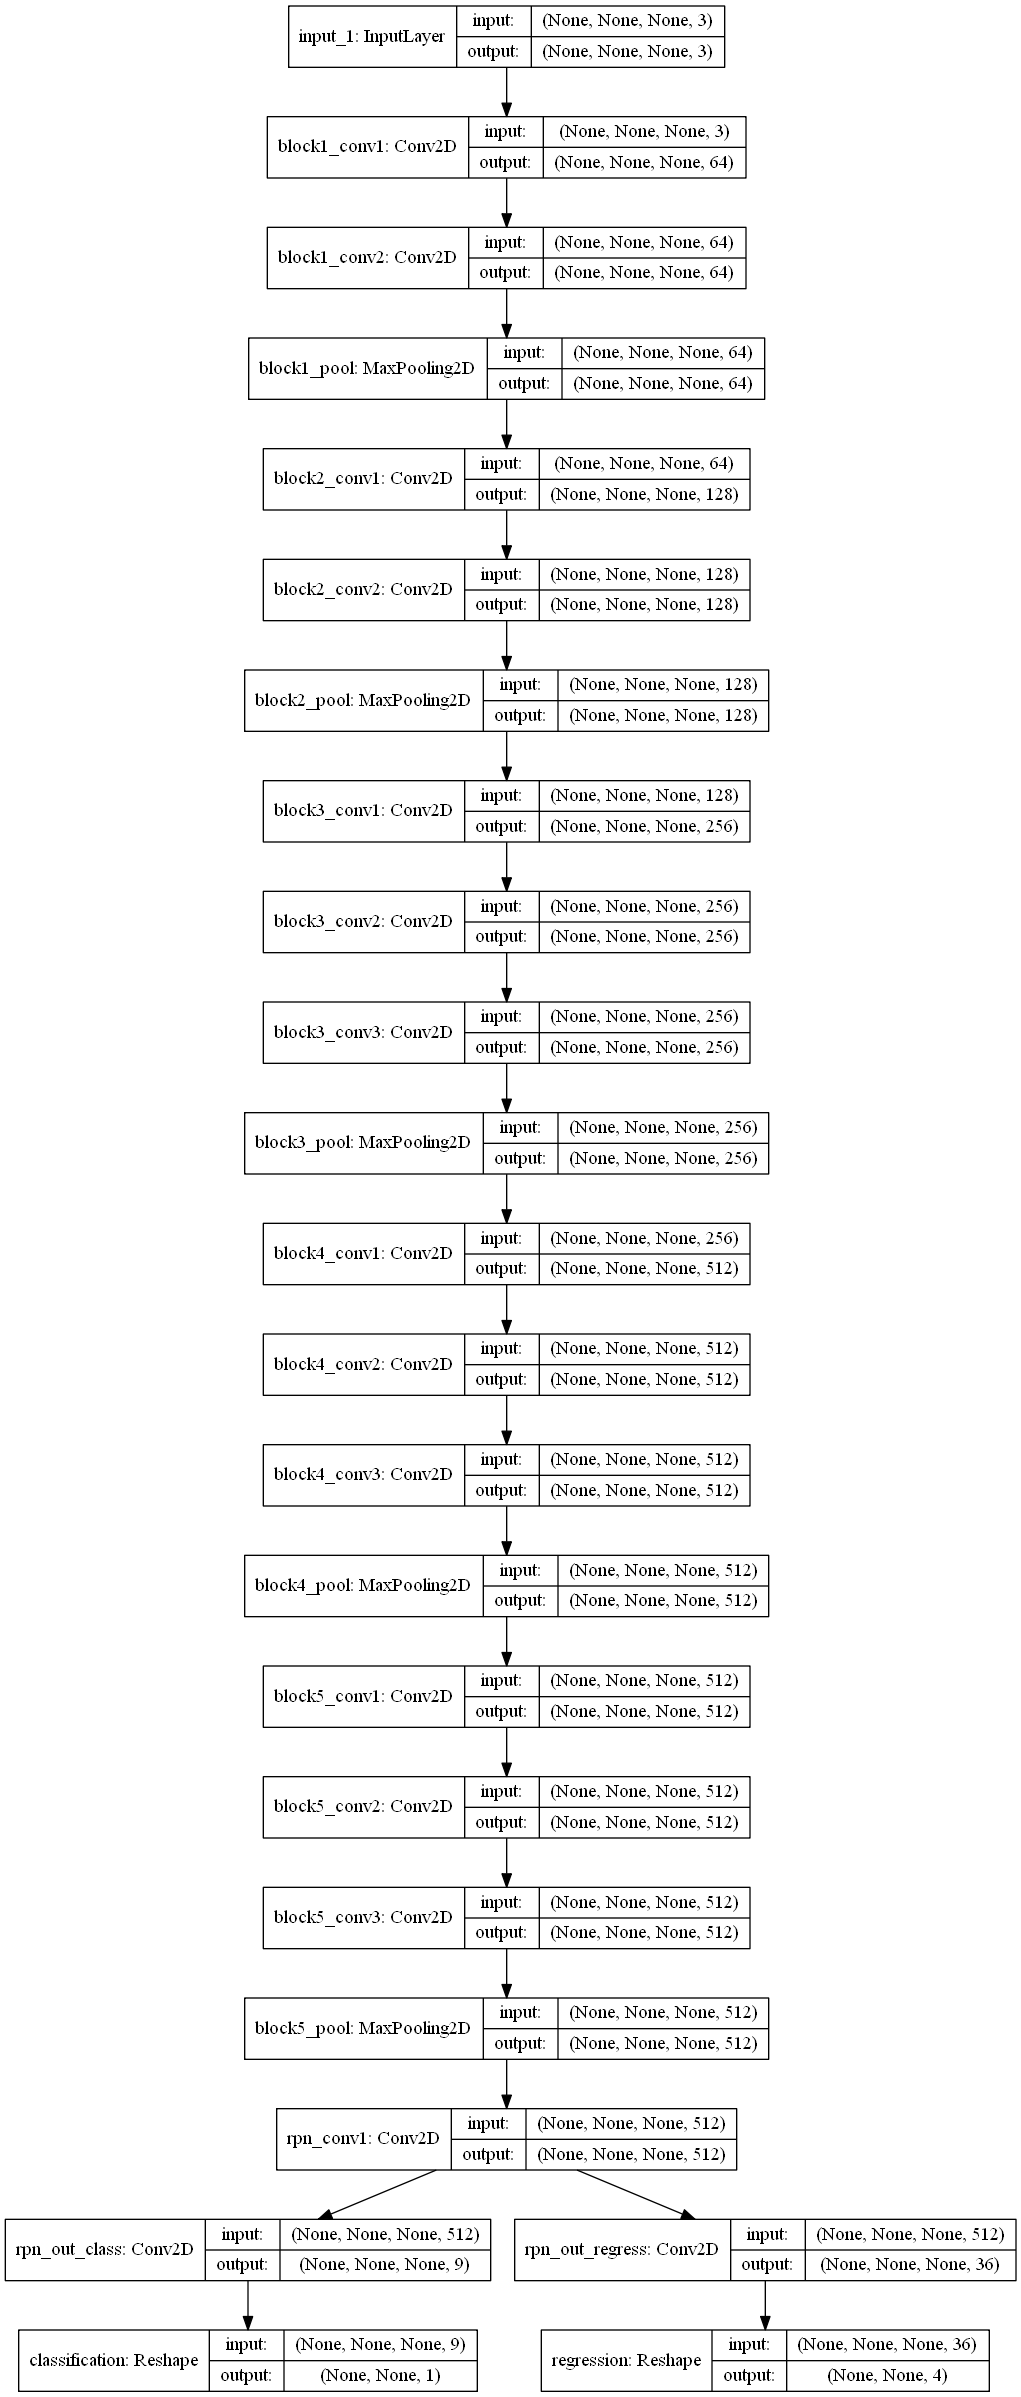 input_1: InputLayer
input: (None, None, None, 3)
output: (None, None, None, 3)
block1_conv1: Conv2D
input: (None, None, None, 3)
output: (None, None, None, 64)
block1_conv2: Conv2D
input: (None, None, None, 64)
output: (None, None, None, 64)
block1_pool: MaxPooling2D
input: (None, None, None, 64)
output: (None, None, None, 64)
block2_conv1: Conv2D
input: (None, None, None, 64)
output: (None, None, None, 128)
block2_conv2: Conv2D
input: (None, None, None, 128)
output: (None, None, None, 128)
block2_pool: MaxPooling2D
input: (None, None, None, 128)
output: (None, None, None, 128)
block3_conv1: Conv2D
input: (None, None, None, 128)
output: (None, None, None, 256)
block3_conv2: Conv2D
input: (None, None, None, 256)
output: (None, None, None, 256)
block3_conv3: Conv2D
input: (None, None, None, 256)
output: (None, None, None, 256)
block3_pool: MaxPooling2D
input: (None, None, None, 256)
output: (None, None, None, 256)
block4_conv1: Conv2D
input: (None, None, None, 256)
output: (None, None, None, 512)
block4_conv2: Conv2D
input: (None, None, None, 512)
output: (None, None, None, 512)
block4_conv3: Conv2D
input: (None, None, None, 512)
output: (None, None, None, 512)
block4_pool: MaxPooling2D
input: (None, None, None, 512)
output: (None, None, None, 512)
block5_conv1: Conv2D
input: (None, None, None, 512)
output: (None, None, None, 512)
block5_conv2: Conv2D
input: (None, None, None, 512)
output: (None, None, None, 512)
block5_conv3: Conv2D
input: (None, None, None, 512)
output: (None, None, None, 512)
block5_pool: MaxPooling2D
input: (None, None, None, 512)
output: (None, None, None, 512)
rpn_conv1: Conv2D
input: (None, None, None, 512)
output: (None, None, None, 512)
rpn_out_class: Conv2D
input: (None, None, None, 512)
output: (None, None, None, 9)
rpn_out_regress: Conv2D
input: (None, None, None, 512)
output: (None, None, None, 36)
classification: Reshape
input: (None, None, None, 9)
output: (None, None, 1)
regression: Reshape
input: (None, None, None, 36)
output: (None, None, 4)